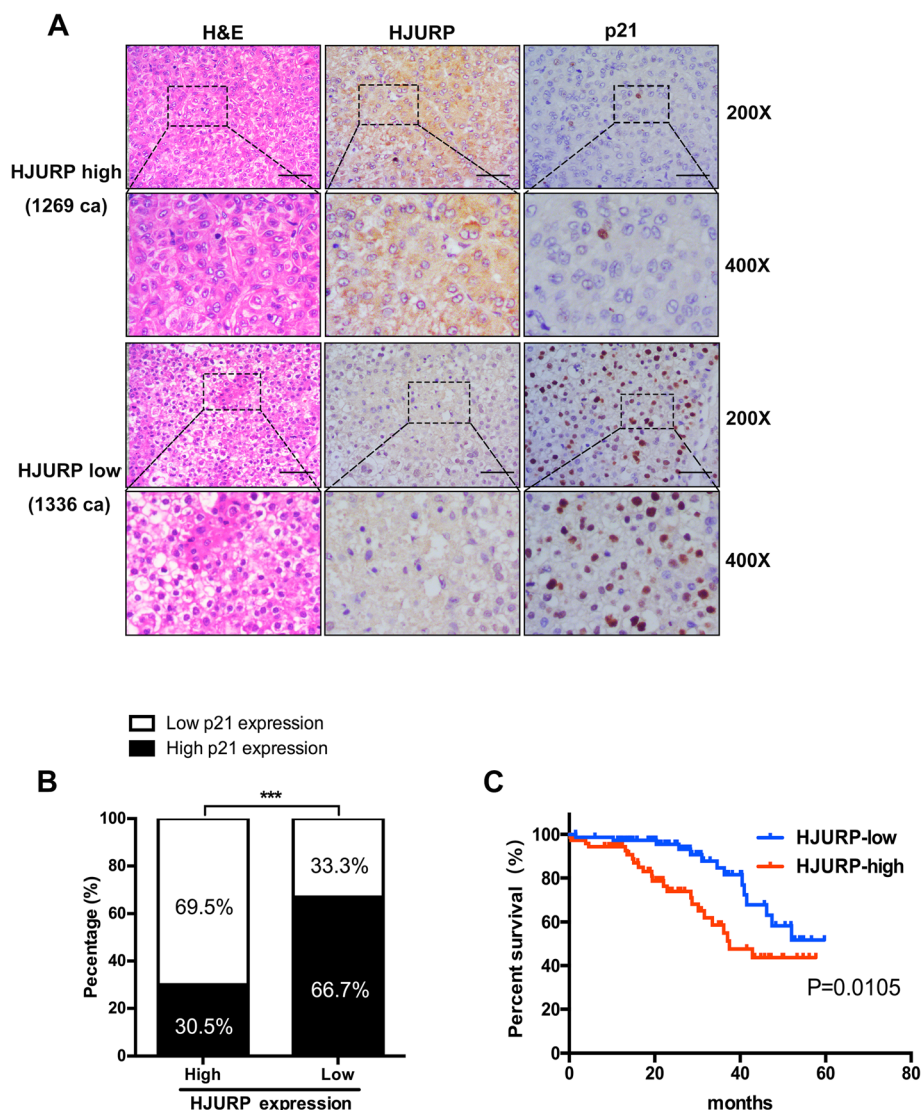 A
H&E
HJURP
p21
HJURP high
(1269 ca)
200X
400X
HJURP low
(1336 ca)
200X
400X
Low p21 expression
High p21 expression
B
***
Pecentage (%)
100
80
60
40
20
0
69.5%
30.5%
33.3%
66.7%
High
Low
HJURP expression
C
Percent survival (%)
100
80
60
40
20
0
HJURP-low
HJURP-high
P=0.0105
0
20
40
60
80
months